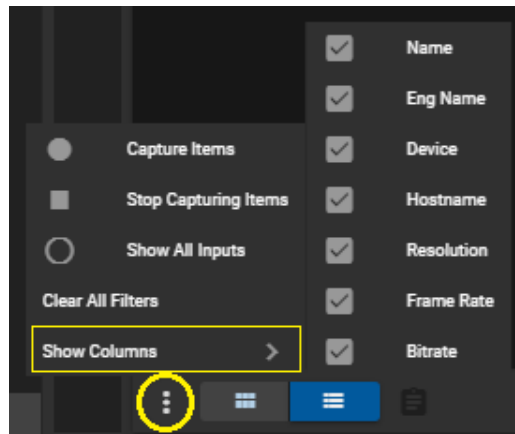 Capture Items
Stop Capturing Items
Show All Inputs
Clear All Filters
Show Columns
Name
Eng Name
Device
Hostname
Resolution
Frame Rate
Bitrate